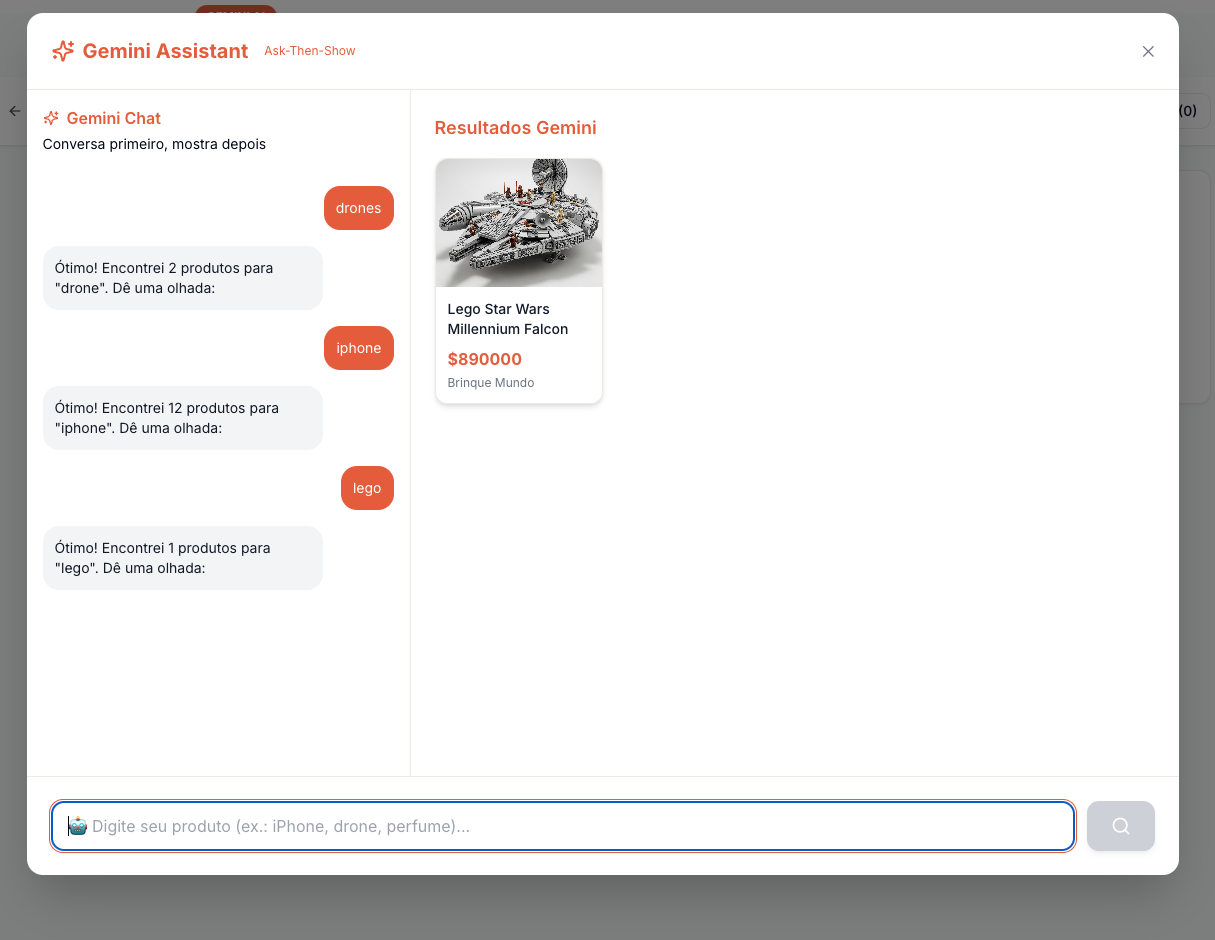 Gemini Assistant
Ask-Then-Show
(0)
Gemini Chat
Conversa primeiro, mostra depois
drones
Ótimo! Encontrei 2 produtos para
"drone". Dê uma olhada:
iphone
Ótimo! Encontrei 12 produtos para
"iphone". Dê uma olhada:
lego
Ótimo! Encontrei 1 produtos para
"lego". Dê uma olhada:
Resultados Gemini
Lego Star Wars
Millennium Falcon
$890000
Brinque Mundo
Digite seu produto (ex.: iPhone, drone, perfume)...